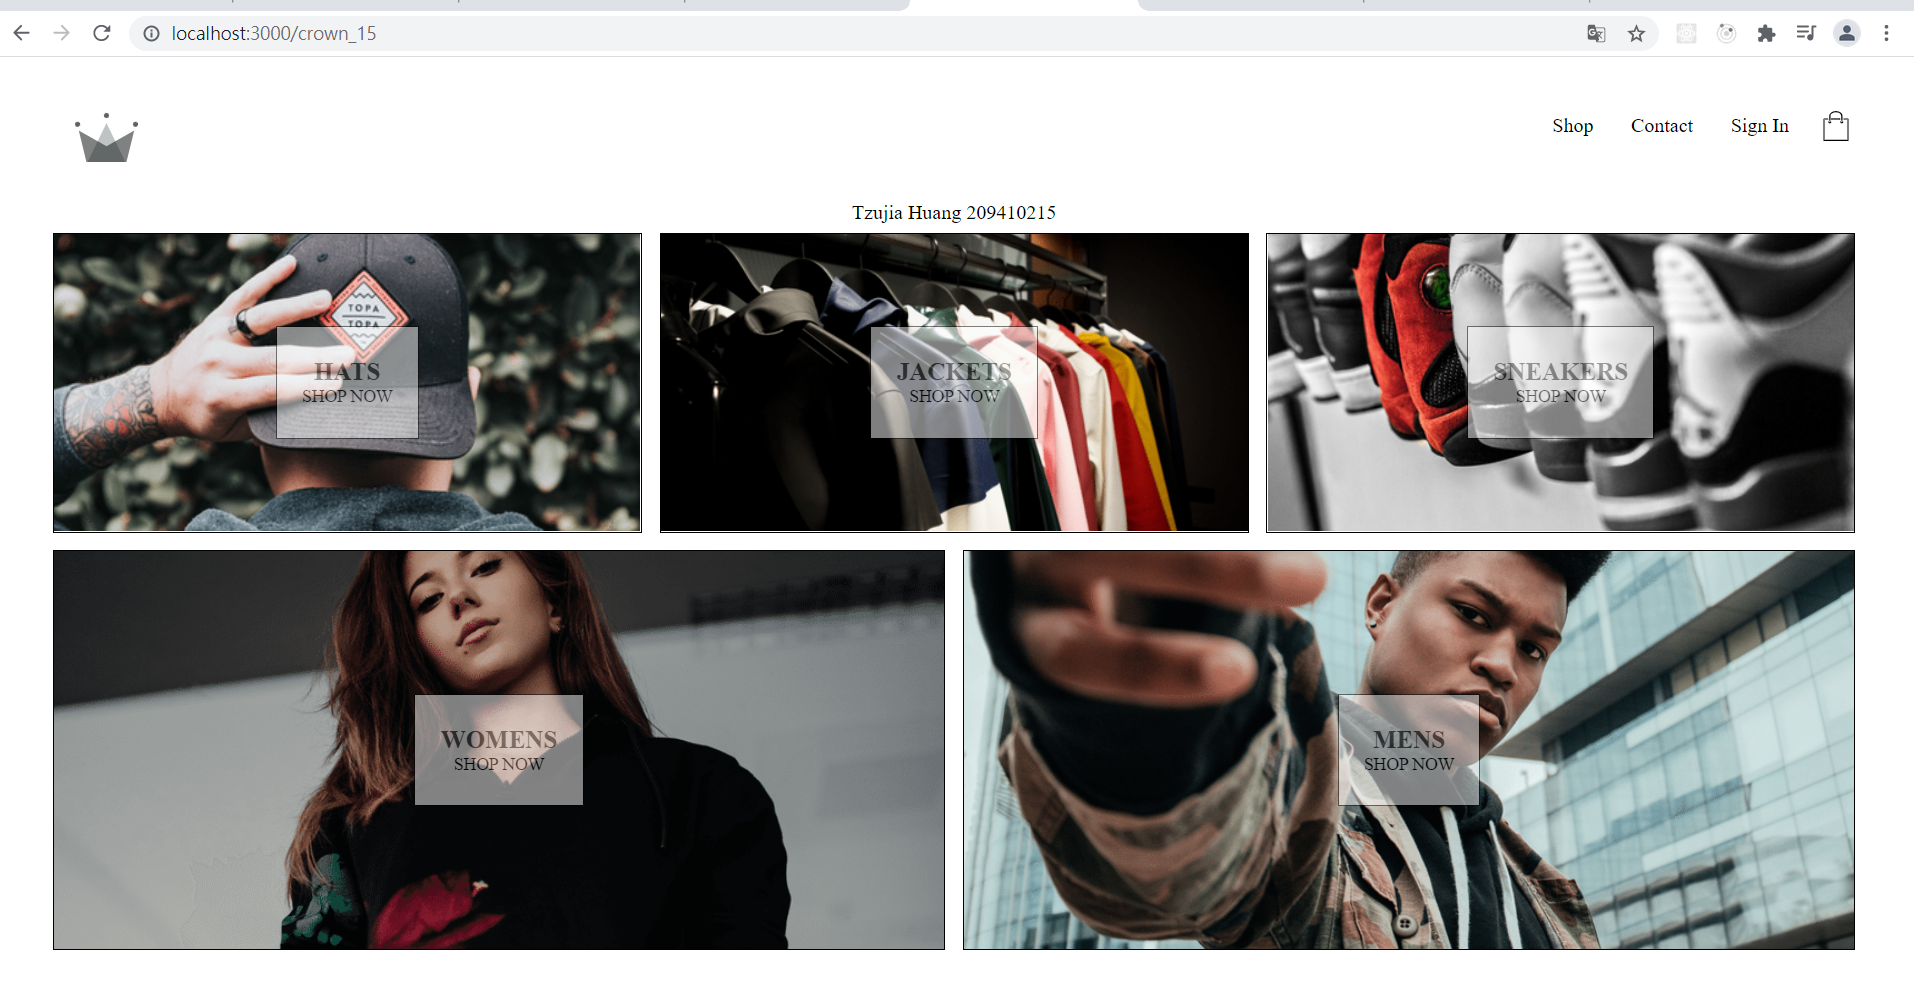 localhost:3000/crown_15
Shop Contact Sign In
Tzujia Huang 209410215
TOPA
TOPA
HATS
SHOP NOW
JACKETS
SHOP NOW
SNEAKERS
SHOP NOW
WOMENS
SHOP NOW
MENS
SHOP NOW